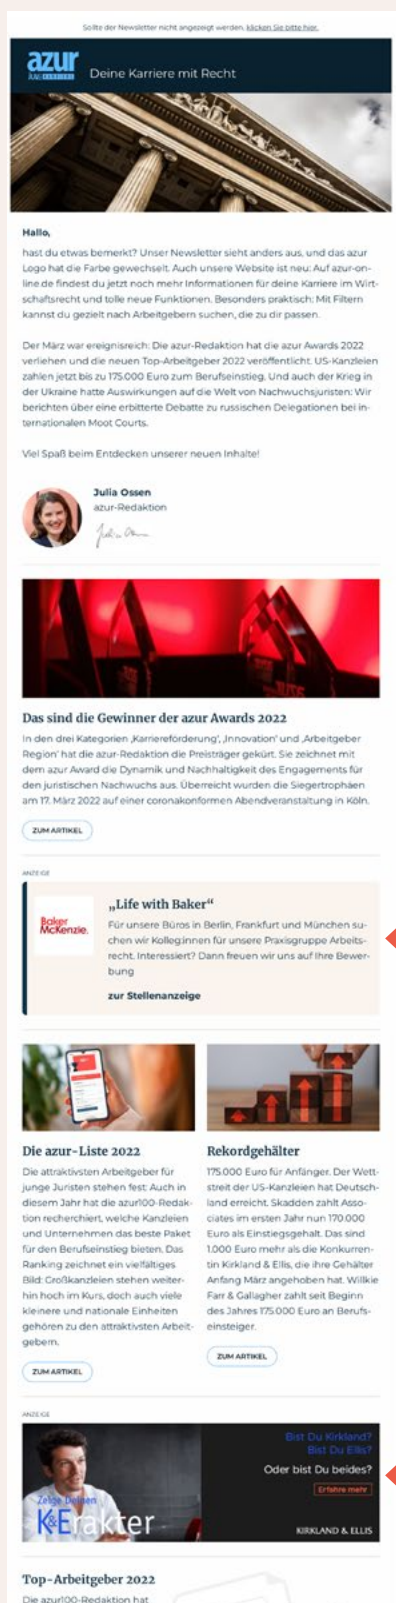 Sollte der Newsletter nicht angezeigt werden, klicken Sie bitte hier.
azur
JUVE KARRIERE
Deine Karriere mit Recht
Hallo,
hast du etwas bemerkt? Unser Newsletter sieht anders aus, und das azur
Logo hat die Farbe gewechselt. Auch unsere Website ist neu: Auf azur-on-
line.de findest du jetzt noch mehr Informationen für deine Karriere im Wirt-
schaftsrecht und tolle neue Funktionen. Besonders praktisch: Mit Filtern
kannst du gezielt nach Arbeitgebern suchen, die zu dir passen.
Der März war ereignisreich: Die azur-Redaktion hat die azur Awards 2022
verliehen und die neuen Top-Arbeitgeber 2022 veröffentlicht. US-Kanzleien
zahlen jetzt bis zu 175.000 Euro zum Berufseinstieg. Und auch der Krieg in
der Ukraine hatte Auswirkungen auf die Welt von Nachwuchsjuristen: Wir
berichten über eine erbitterte Debatte zu russischen Delegationen bei in-
ternationalen Moot Courts.
Viel Spaß beim Entdecken unserer neuen Inhalte!
Julia Ossen
azur-Redaktion
Das sind die Gewinner der azur Awards 2022
In den drei Kategorien ‚Karriereförderung', ‚Innovation' und ‚Arbeitgeber
Region' hat die azur-Redaktion die Preisträger gekürt. Sie zeichnet mit
dem azur Award die Dynamik und Nachhaltigkeit des Engagements für
den juristischen Nachwuchs aus. Überreicht wurden die Siegertrophäen
am 17. März 2022 auf einer coronakonformen Abendveranstaltung in Köln.
ZUM ARTIKEL
ANZEIGE
Baker
McKenzie.
„Life with Baker“
Für unsere Büros in Berlin, Frankfurt und München su-
chen wir Kolleg:innen für unsere Praxisgruppe Arbeits-
recht. Interessiert? Dann freuen wir uns auf Ihre Bewer-
bung
zur Stellenanzeige
Die azur-Liste 2022
Die attraktivsten Arbeitgeber für
junge Juristen stehen fest: Auch in
diesem Jahr hat die azur100-Redak-
tion recherchiert, welche Kanzleien
und Unternehmen das beste Paket
für den Berufseinstieg bieten. Das
Ranking zeichnet ein vielfältiges
Bild: Großkanzleien stehen weiter-
hin hoch im Kurs, doch auch viele
kleinere und nationale Einheiten
gehören zu den attraktivsten Arbeit-
gebern.
ZUM ARTIKEL
Rekordgehälter
175.000 Euro für Anfänger. Der Wett-
streit der US-Kanzleien hat Deutsch-
land erreicht. Skadden zahlt Asso-
ciates im ersten Jahr nun 170.000
Euro als Einstiegsgehalt. Das sind
1.000 Euro mehr als die Konkurren-
tin Kirkland & Ellis, die ihre Gehälter
Anfang März angehoben hat. Willkie
Farr & Gallagher zahlt seit Beginn
des Jahres 175.000 Euro an Berufs-
einsteiger.
ZUM ARTIKEL
ANZEIGE
Zeige Deinen
K&Erakter
Bist Du Kirkland?
Bist Du Ellis?
Oder bist Du beides?
Erfahre mehr
KIRKLAND & ELLIS
Top-Arbeitgeber 2022
Die azur100-Redaktion hat